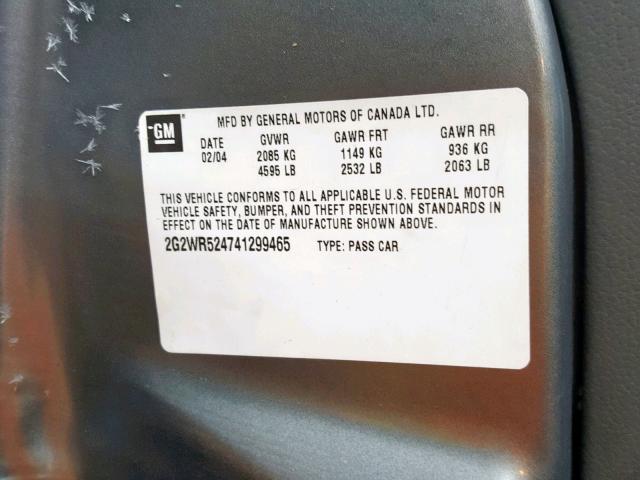 GM MFD BY GENERAL MOTORS OF CANADA LTD.
DATE GVWR GAWR FRT GAWR RR
02/04 2085 KG 1149 KG 936 KG
4595 LB 2532 LB 2063 LB
THIS VEHICLE CONFORMS TO ALL APPLICABLE U.S. FEDERAL MOTOR
VEHICLE SAFETY, BUMPER, AND THEFT PREVENTION STANDARDS IN
EFFECT ON THE DATE OF MANUFACTURE SHOWN ABOVE.
2G2WR524741299465 TYPE: PASS CAR